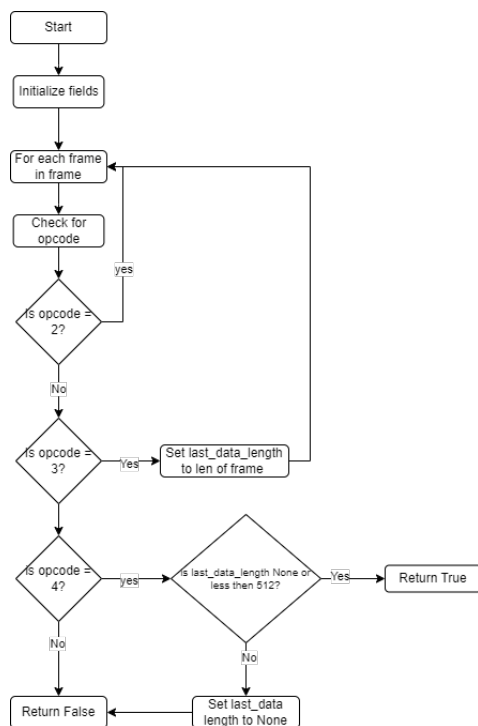 Start
Initialize fields
For each frame
in frame
Check for
opcode
yes
Is opcode =
2?
No
Is opcode =
3?
Yes
Set last_data_length
to len of frame
Is opcode =
4?
yes
Is last_data_length None or
less then 512?
Yes
Return True
No
No
Return False
Set last_data
length to None